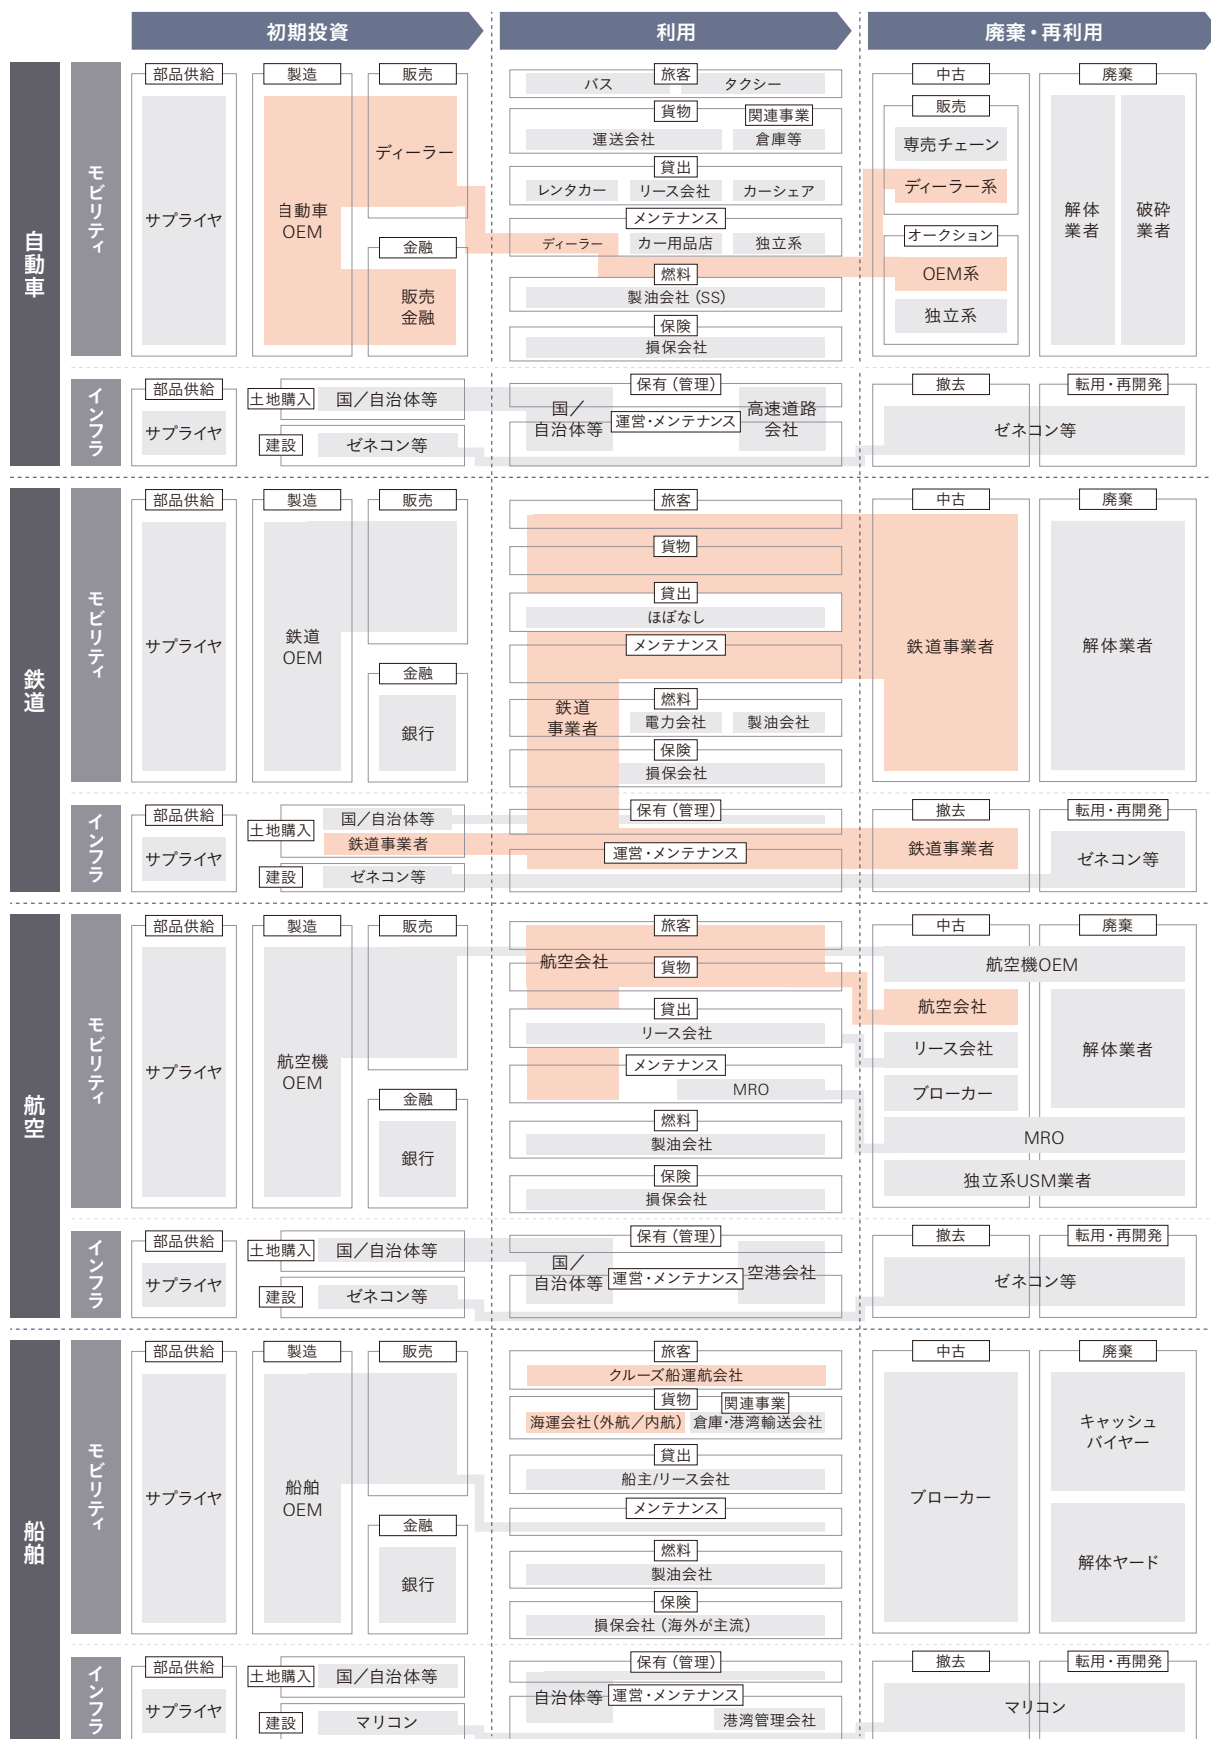 初期投資
利用
廃棄・再利用
自動車
モビリティ
部品供給
サプライヤ
製造
自動車
OEM
販売
ディーラー
金融
販売
金融
旅客
バス
タクシー
貨物
関連事業
運送会社
倉庫等
貸出
レンタカー
リース会社
カーシェア
メンテナンス
ディーラー
カー用品店
独立系
燃料
製油会社 (SS)
保険
損保会社
中古
販売
専売チェーン
ディーラー系
オークション
OEM系
独立系
廃棄
解体
業者
破砕
業者
インフラ
部品供給
サプライヤ
土地購入
国／自治体等
建設
ゼネコン等
保有 (管理)
国／
自治体等
運営・メンテナンス
高速道路
会社
撤去
転用・再開発
ゼネコン等
鉄道
モビリティ
部品供給
サプライヤ
製造
鉄道
OEM
販売
金融
銀行
旅客
貨物
貸出
ほぼなし
メンテナンス
燃料
鉄道
事業者
電力会社
製油会社
保険
損保会社
中古
鉄道事業者
廃棄
解体業者
インフラ
部品供給
サプライヤ
土地購入
国／自治体等
鉄道事業者
建設
ゼネコン等
保有 (管理)
運営・メンテナンス
撤去
鉄道事業者
転用・再開発
ゼネコン等
航空
モビリティ
部品供給
サプライヤ
製造
航空機
OEM
販売
金融
銀行
旅客
航空会社
貨物
貸出
リース会社
メンテナンス
MRO
燃料
製油会社
保険
損保会社
中古
廃棄
航空機OEM
航空会社
リース会社
ブローカー
解体業者
MRO
独立系USM業者
インフラ
部品供給
サプライヤ
土地購入
国／自治体等
建設
ゼネコン等
保有 (管理)
国／
自治体等
運営・メンテナンス
空港会社
撤去
転用・再開発
ゼネコン等
船舶
モビリティ
部品供給
サプライヤ
製造
船舶
OEM
販売
金融
銀行
旅客
クルーズ船運航会社
貨物
関連事業
海運会社(外航／内航)
倉庫・港湾輸送会社
貸出
船主/リース会社
メンテナンス
燃料
製油会社
保険
損保会社 (海外が主流)
中古
ブローカー
廃棄
キャッシュ
バイヤー
解体ヤード
インフラ
部品供給
サプライヤ
土地購入
国／自治体等
建設
マリコン
保有 (管理)
自治体等
運営・メンテナンス
港湾管理会社
撤去
転用・再開発
マリコン